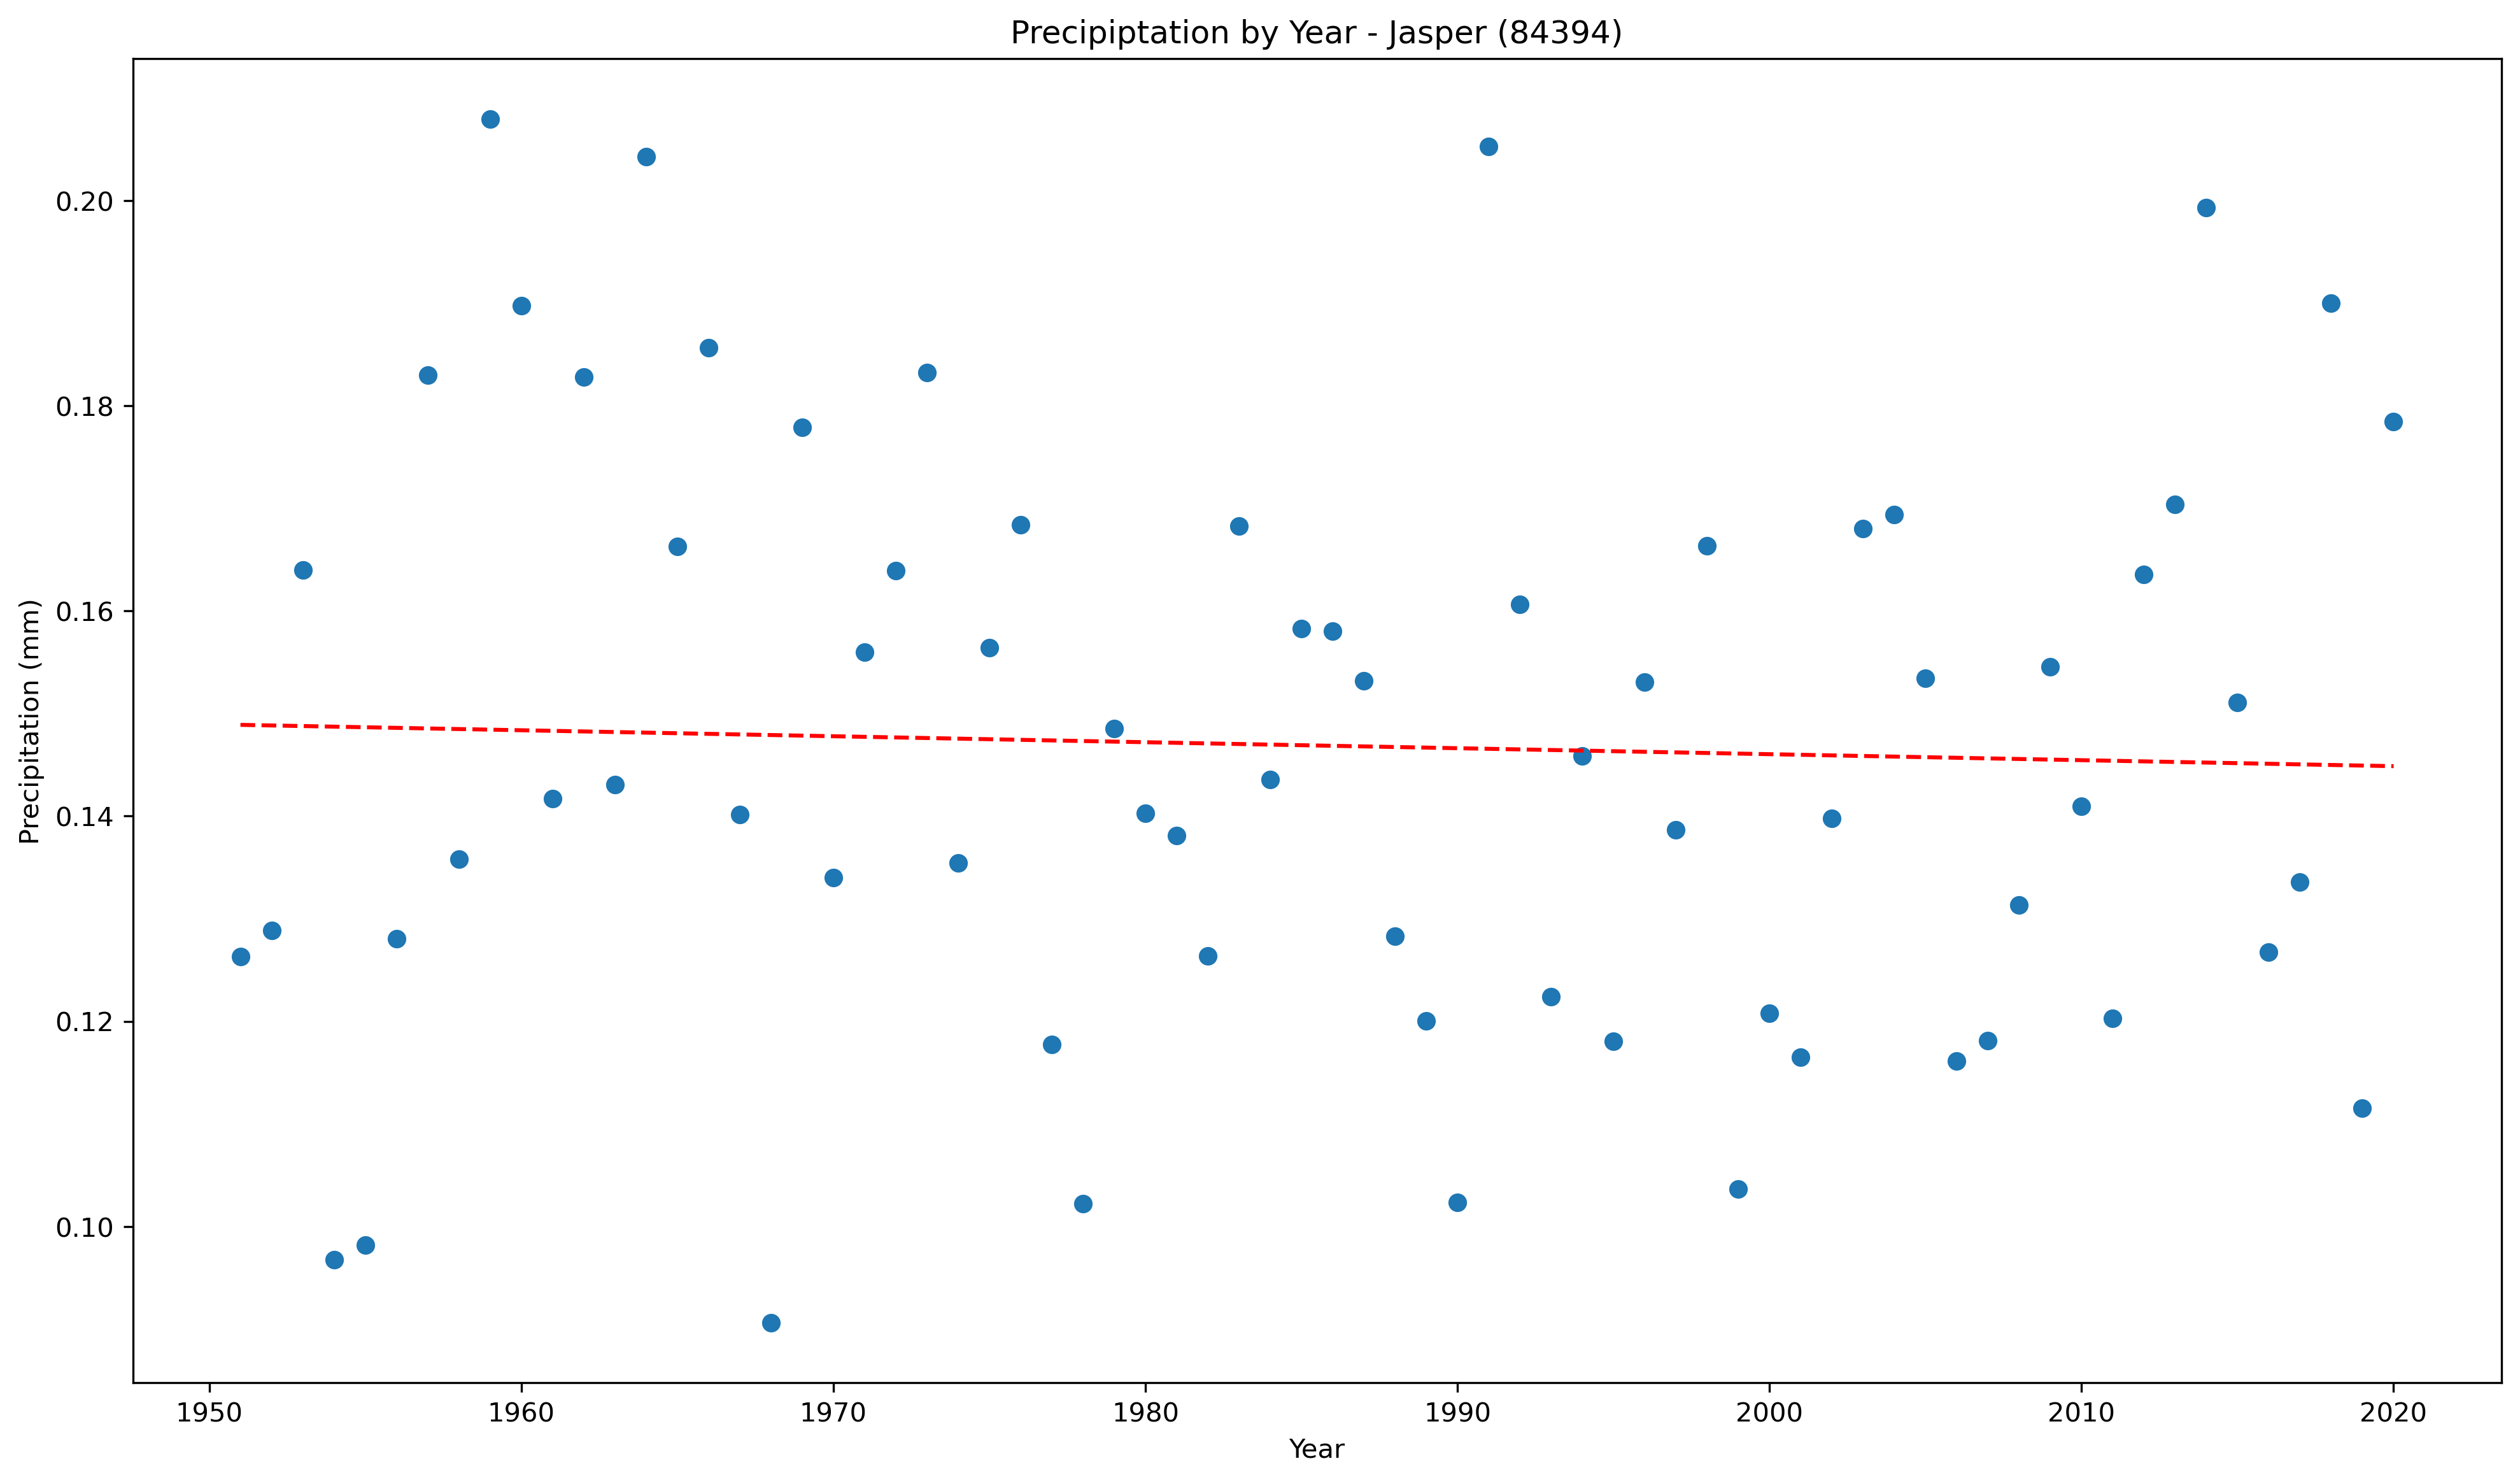 Precipiptation by Year - Jasper (84394)
Precipitation (mm)
0.20
0.18
0.16
0.14
0.12
0.10
1950 1960 1970 1980 1990 2000 2010 2020
Year